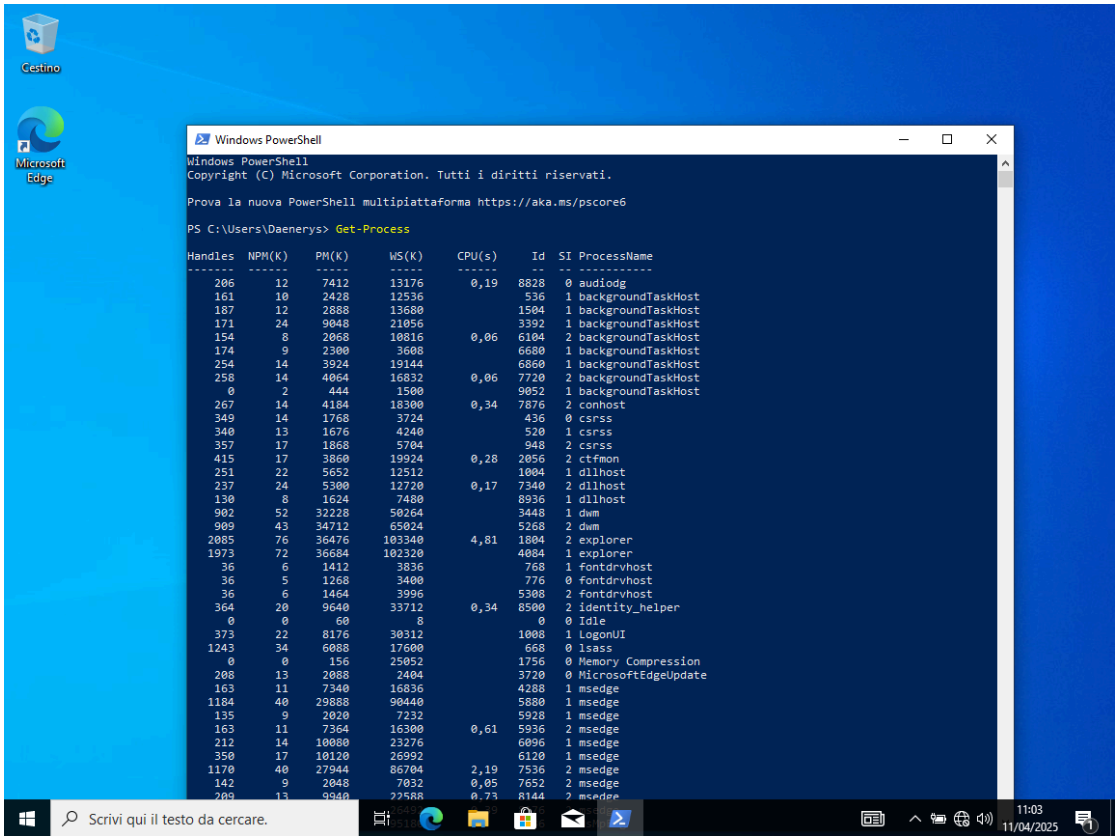 Cestino
Microsoft
Edge
Windows PowerShell
Windows PowerShell
Copyright (C) Microsoft Corporation. Tutti i diritti riservati.
Prova la nuova PowerShell multipiattaforma https://aka.ms/pscore6
PS C:\Users\Daenerys> Get-Process
Handles  NPM(K)    PM(K)      WS(K)     CPU(s)     Id  SI ProcessName
-------  ------    -----      -----     ------     --  -- -----------
    206      12     7412      13176       0,19   8828   0 audiodg
    161      10     2428      12536               536   1 backgroundTaskHost
    187      12     2888      13680              1504   1 backgroundTaskHost
    171      24     9048      21056              3392   1 backgroundTaskHost
    154       8     2068      10816       0,06   6104   2 backgroundTaskHost
    174       9     2300       3608              6680   1 backgroundTaskHost
    254      14     3924      19144              6860   1 backgroundTaskHost
    258      14     4064      16832       0,06   7720   2 backgroundTaskHost
      0       2      444       1500              9052   1 backgroundTaskHost
    267      14     4184      18300       0,34   7876   2 conhost
    349      14     1768       3724               436   0 csrss
    340      13     1676       4240               520   1 csrss
    357      17     1868       5704               948   2 csrss
    415      17     3860      19924       0,28   2056   2 ctfmon
    251      22     5652      12512              1004   1 dllhost
    237      24     5300      12720       0,17   7340   2 dllhost
    130       8     1624       7480              8936   1 dllhost
    902      52    32228      50264              3448   1 dwm
    909      43    34712      65024              5268   2 dwm
   2085      76    36476     103340       4,81   1804   2 explorer
   1973      72    36684     102320              4084   1 explorer
     36       6     1412       3836               768   1 fontdrvhost
     36       5     1268       3400               776   0 fontdrvhost
     36       6     1464       3996              5308   2 fontdrvhost
    364      20     9640      33712       0,34   8500   2 identity_helper
      0       0       60          8                 0   0 Idle
    373      22     8176      30312              1008   1 LogonUI
   1243      34     6088      17600               668   0 lsass
      0       0      156      25052              1756   0 Memory Compression
    208      13     2088       2404              3720   0 MicrosoftEdgeUpdate
    163      11     7340      16836              4288   1 msedge
   1184      40    29888      90440              5880   1 msedge
    135       9     2020       7232              5928   1 msedge
    163      11     7364      16300       0,61   5936   2 msedge
    212      14    10080      23276              6096   1 msedge
    350      17    10120      26992              6120   1 msedge
   1170      40    27944      86704       2,19   7536   2 msedge
    142       9     2048       7032       0,05   7652   2 msedge
    209      13     9940      22588       0,73   8144   2 msedge
Scrivi qui il testo da cercare.
11:03
11/04/2025
1